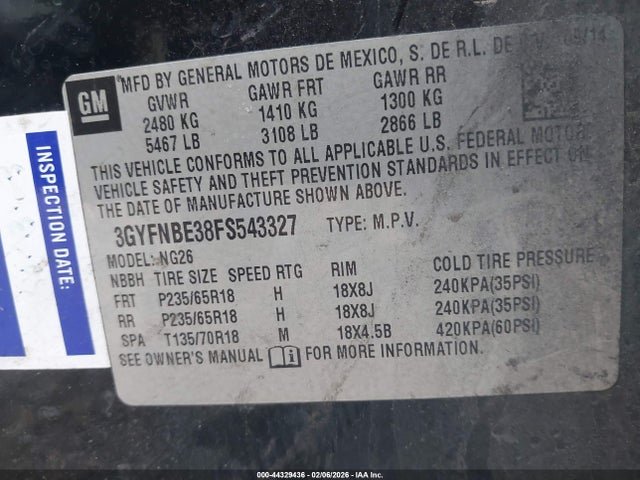 GM
MFD BY GENERAL MOTORS DE MEXICO, S. DE R.L. DE
GVWR GAWR FRT GAWR RR
2480 KG 1410 KG 1300 KG
5467 LB 3108 LB 2866 LB
THIS VEHICLE CONFORMS TO ALL APPLICABLE U.S. FEDERAL MOTOR
VEHICLE SAFETY AND THEFT PREVENTION STANDARDS IN EFFECT ON
THE DATE OF MANUFACTURE SHOWN ABOVE.
3GYFNBE38FS543327 TYPE: M.P.V.
MODEL: NG26
NBBH TIRE SIZE SPEED RTG RIM COLD TIRE PRESSURE
FRT P235/65R18 H 18X8J 240KPA(35PSI)
RR P235/65R18 H 18X8J 240KPA(35PSI)
SPA T135/70R18 M 18X4.5B 420KPA(60PSI)
SEE OWNER'S MANUAL i FOR MORE INFORMATION.
INSPECTION DATE:
000-44329436 - 02/06/2026 - IAA Inc.